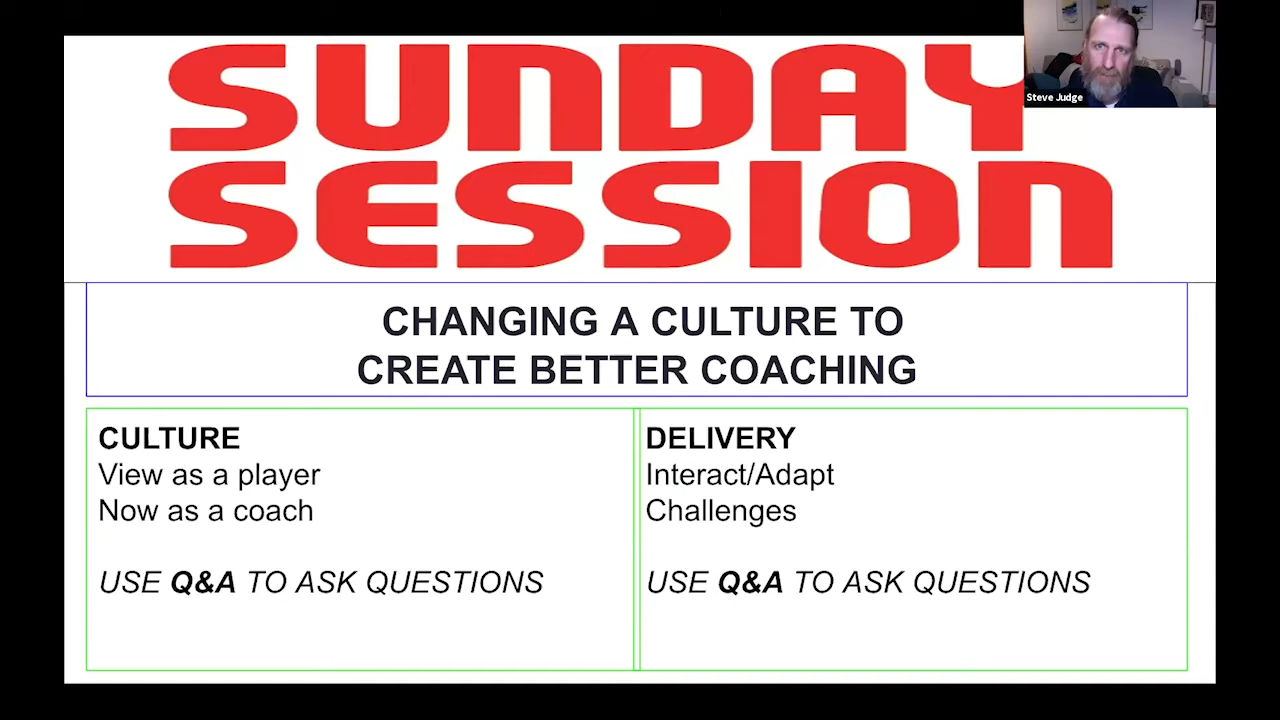 SUNDAY
SESSION
Steve Judge
CHANGING A CULTURE TO
CREATE BETTER COACHING
CULTURE
View as a player
Now as a coach
USE Q&A TO ASK QUESTIONS
DELIVERY
Interact/Adapt
Challenges
USE Q&A TO ASK QUESTIONS